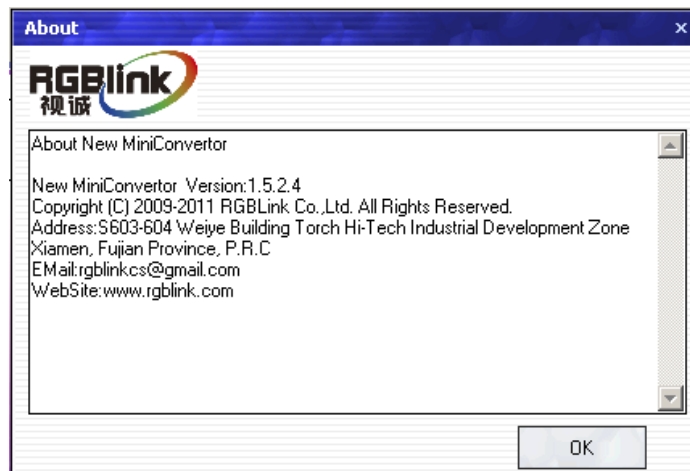 About
RGBlink
视诚
About New MiniConvertor
New MiniConvertor Version:1.5.2.4
Copyright (C) 2009-2011 RGBLink Co.,Ltd. All Rights Reserved.
Address:S603-604 Weiye Building Torch Hi-Tech Industrial Development Zone
Xiamen, Fujian Province, P.R.C
EMail:rgblinkcs@gmail.com
WebSite:www.rgblink.com
OK